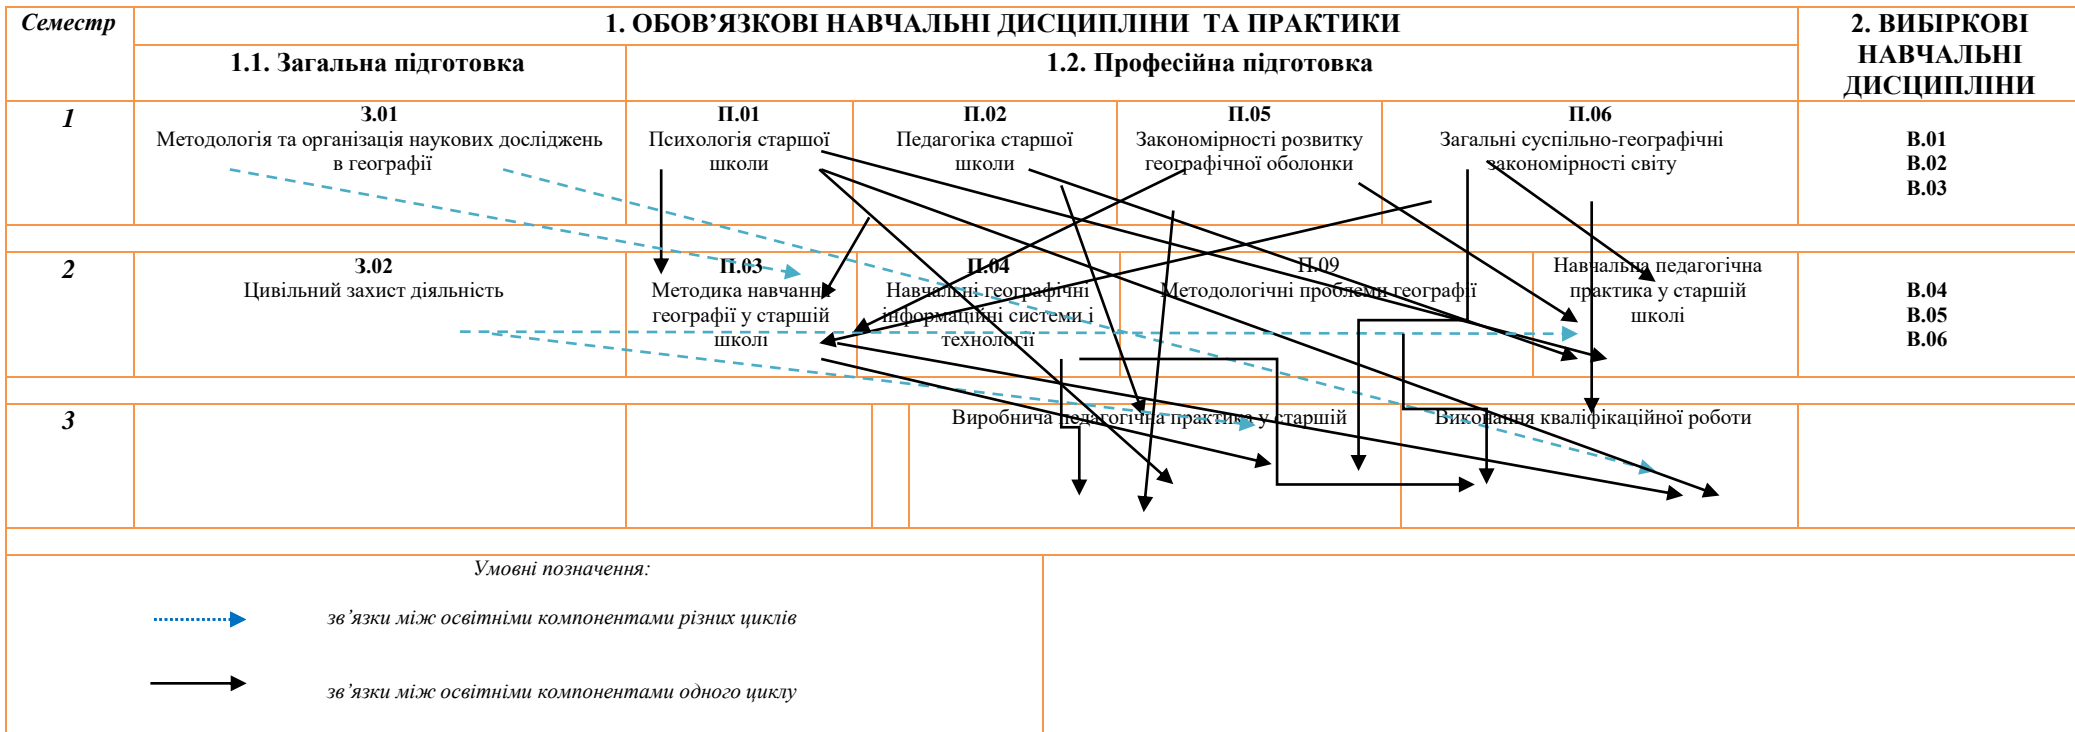 Семестр
1. ОБОВ’ЯЗКОВІ НАВЧАЛЬНІ ДИСЦИПЛІНИ ТА ПРАКТИКИ
2. ВИБІРКОВІ
НАВЧАЛЬНІ
ДИСЦИПЛІНИ
1.1. Загальна підготовка
1.2. Професійна підготовка
1
З.01
Методологія та організація наукових досліджень
в географії
П.01
Психологія старшої
школи
П.02
Педагогіка старшої
школи
П.05
Закономірності розвитку
географічної оболонки
П.06
Загальні суспільно-географічні
закономірності світу
В.01
В.02
В.03
2
З.02
Цивільний захист діяльність
П.03
Методика навчання
географії у старшій
школі
П.04
Навчальні географічні
інформаційні системи і
технології
П.09
Методологічні проблеми географії
Навчальна педагогічна
практика у старшій
школі
В.04
В.05
В.06
3
Виробнича педагогічна практика у старшій
Виконання кваліфікаційної роботи
Умовні позначення:
зв’язки між освітніми компонентами різних циклів
зв’язки між освітніми компонентами одного циклу